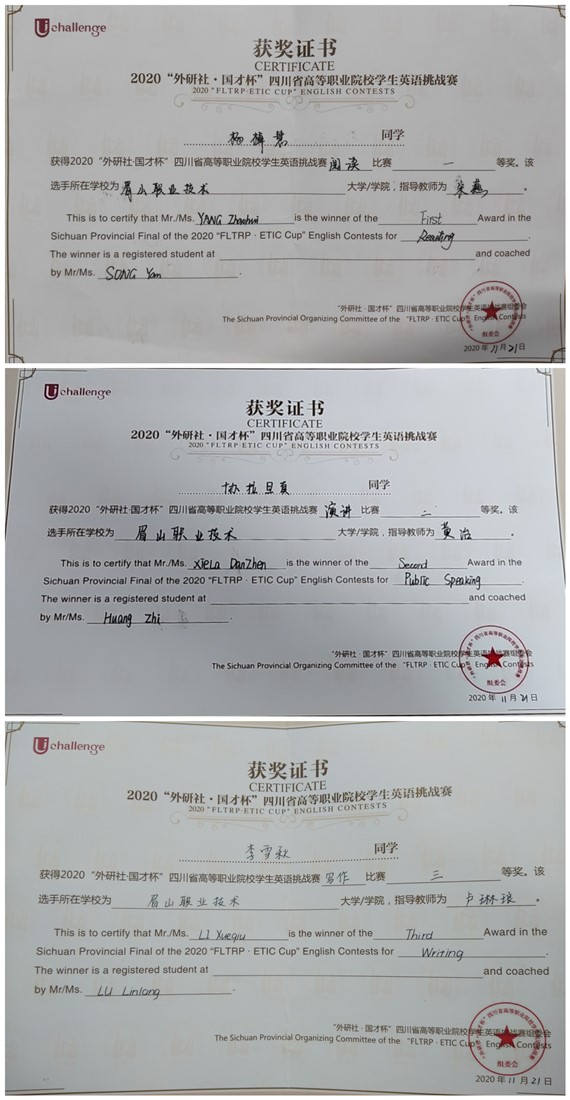 Uchallenge
获奖证书
CERTIFICATE
2020“外研社·国才杯”四川省高等职业院校学生英语挑战赛
2020 "FLTRP·ETIC CUP" ENGLISH CONTESTS
杨 慧 同学
获得2020“外研社·国才杯”四川省高等职业院校学生英语挑战赛 阅读 比赛 一 等奖。该
选手所在学校为 眉山职业技术 大学/学院，指导教师为 宋燕 。
This is to certify that Mr./Ms. YANG Zhaohui is the winner of the First Award in the
Sichuan Provincial Final of the 2020 “FLTRP · ETIC Cup” English Contests for Reading
The winner is a registered student at and coached
by Mr/Ms. SONG Yan .
“外研社·国才杯”四川省高等职业院校学生英语挑战赛组委会
The Sichuan Provincial Organizing Committee of the “FLTRP · ETIC Cup” English Contests
组委会
2020 年 11 月 21 日
Uchallenge
获奖证书
CERTIFICATE
2020“外研社·国才杯”四川省高等职业院校学生英语挑战赛
2020 "FLTRP·ETIC CUP" ENGLISH CONTESTS
协拉旦 同学
获得2020“外研社·国才杯”四川省高等职业院校学生英语挑战赛 演讲 比赛 二 等奖。该
选手所在学校为 眉山职业技术 大学/学院，指导教师为 黄治 。
This is to certify that Mr./Ms. XieLa DanZhen is the winner of the Second Award in the
Sichuan Provincial Final of the 2020 “FLTRP · ETIC Cup” English Contests for Public Speaking
The winner is a registered student at and coached
by Mr/Ms. Huang Zhi .
“外研社·国才杯”四川省高等职业院校学生英语挑战赛组委会
The Sichuan Provincial Organizing Committee of the “FLTRP · ETIC Cup” English Contests
组委会
2020 年 11 月 21 日
Uchallenge
获奖证书
CERTIFICATE
2020“外研社·国才杯”四川省高等职业院校学生英语挑战赛
2020 "FLTRP·ETIC CUP" ENGLISH CONTESTS
李雪秋 同学
获得2020“外研社·国才杯”四川省高等职业院校学生英语挑战赛 写作 比赛 三 等奖。该
选手所在学校为 眉山职业技术 大学/学院，指导教师为 卢琳琅 。
This is to certify that Mr./Ms. LI Xueqiu is the winner of the Third Award in the
Sichuan Provincial Final of the 2020 “FLTRP · ETIC Cup” English Contests for Writing
The winner is a registered student at and coached
by Mr/Ms. LU Linlang .
“外研社·国才杯”四川省高等职业院校学生英语挑战赛组委会
The Sichuan Provincial Organizing Committee of the “FLTRP · ETIC Cup” English Contests
组委会
2020 年 11 月 21 日